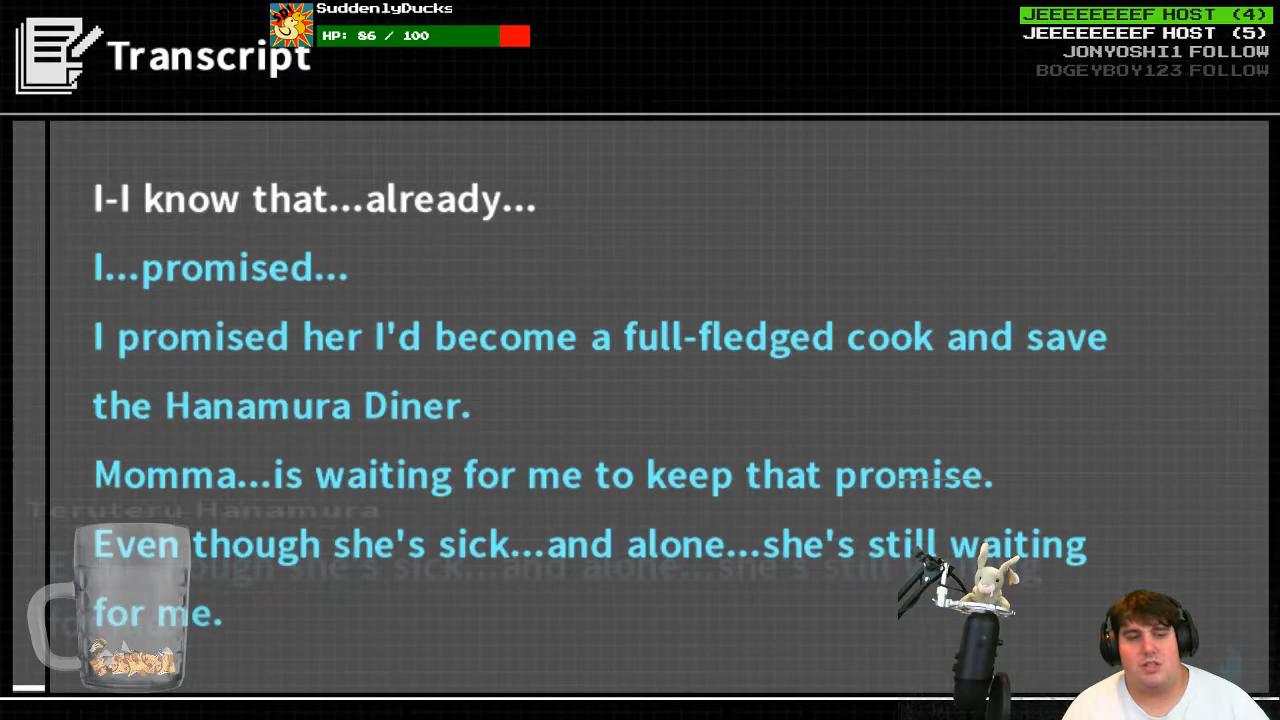 SuddenlyDucks
HP: 86 / 100
JEEEEEEEEF HOST (4)
JEEEEEEEEF HOST (5)
JONYOSHI1 FOLLOW
BOGEYBOY123 FOLLOW
Transcript
I-I know that...already...
I...promised...
I promised her I'd become a full-fledged cook and save
the Hanamura Diner.
Momma...is waiting for me to keep that promise.
Teruteru Hanamura
Even though she's sick...and alone...she's still waiting
for me.